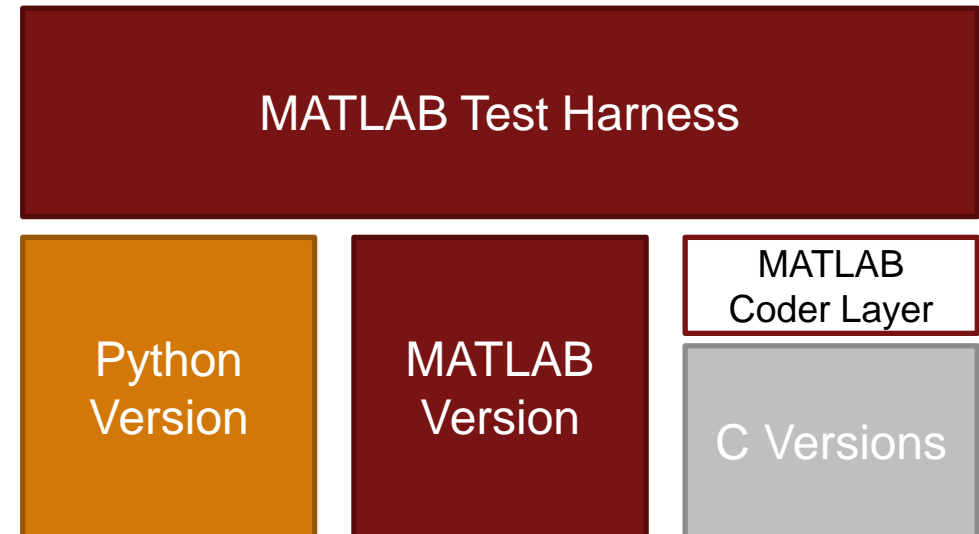 MATLAB Test Harness
Python
Version
MATLAB
Version
MATLAB
Coder Layer
C Versions